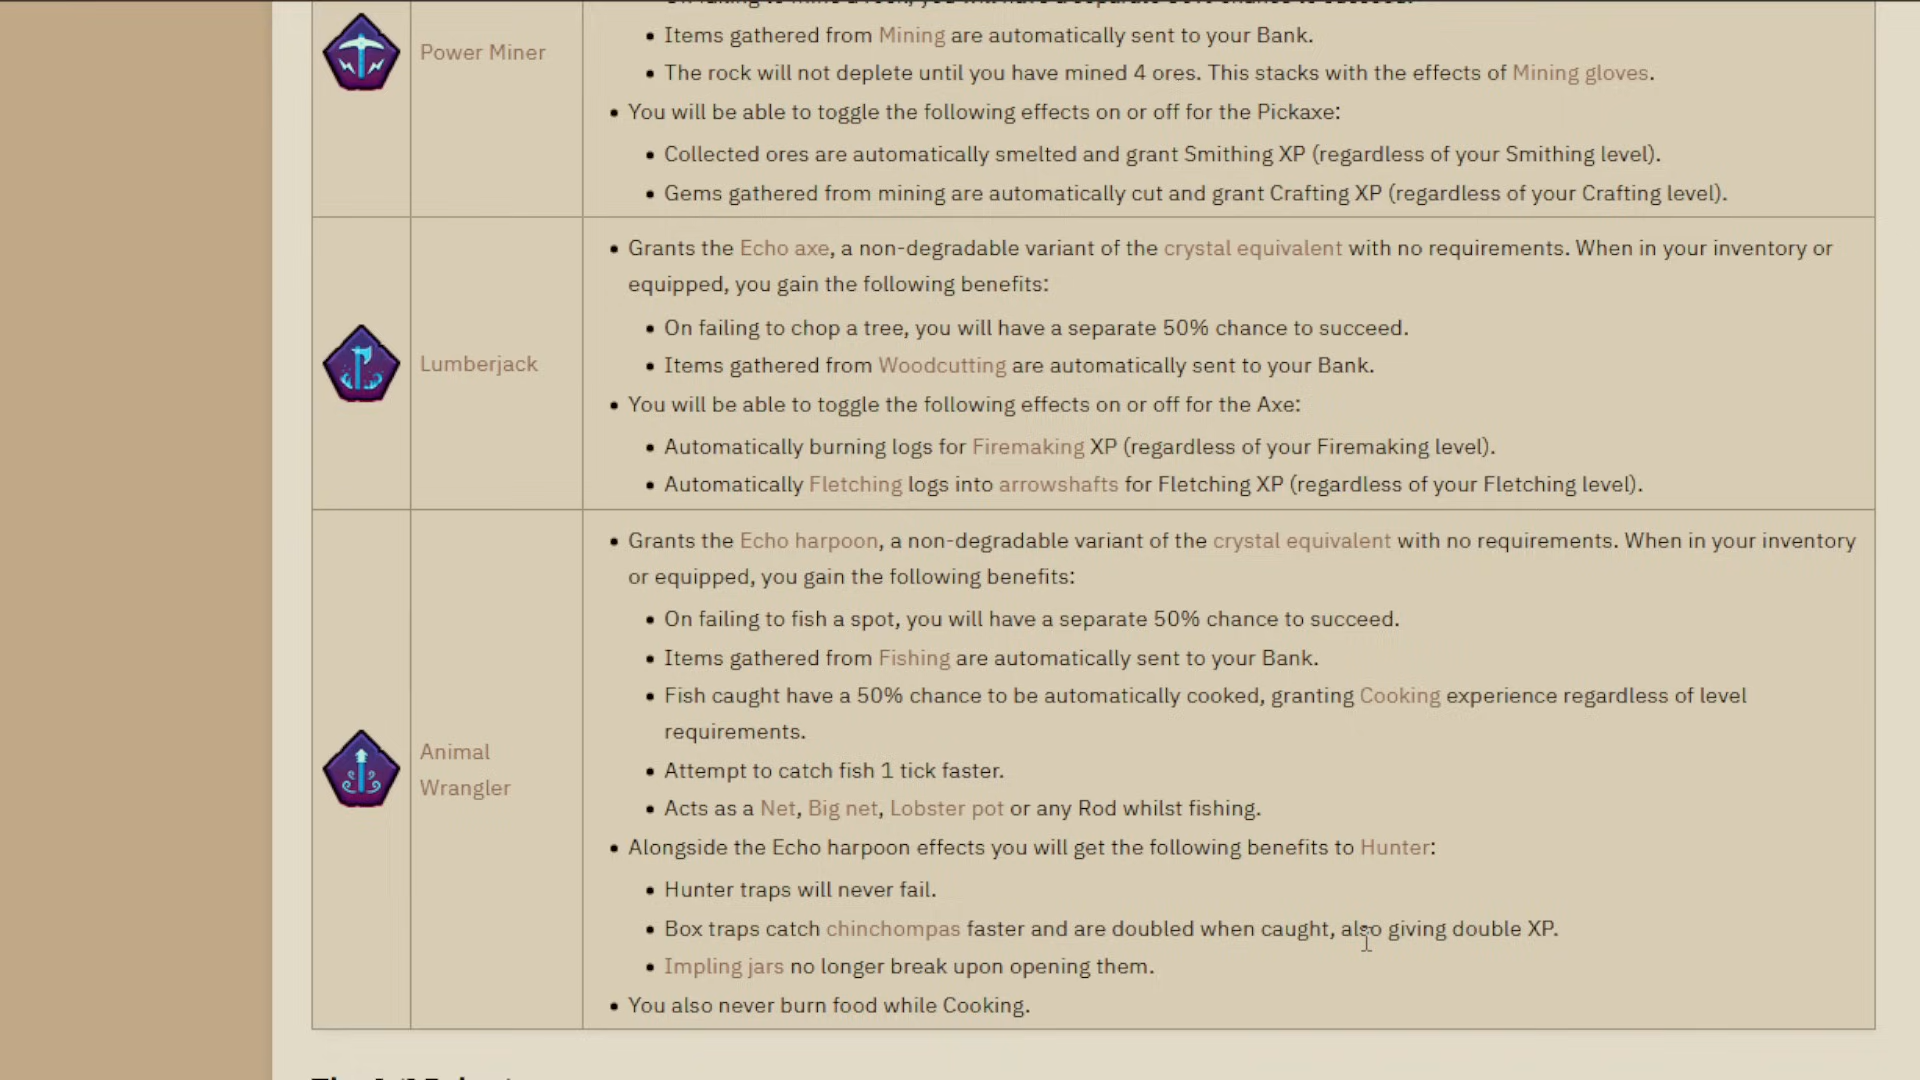 Power Miner
• Items gathered from Mining are automatically sent to your Bank.
• The rock will not deplete until you have mined 4 ores. This stacks with the effects of Mining gloves.
• You will be able to toggle the following effects on or off for the Pickaxe:
• Collected ores are automatically smelted and grant Smithing XP (regardless of your Smithing level).
• Gems gathered from mining are automatically cut and grant Crafting XP (regardless of your Crafting level).
Lumberjack
• Grants the Echo axe, a non-degradable variant of the crystal equivalent with no requirements. When in your inventory or
equipped, you gain the following benefits:
• On failing to chop a tree, you will have a separate 50% chance to succeed.
• Items gathered from Woodcutting are automatically sent to your Bank.
• You will be able to toggle the following effects on or off for the Axe:
• Automatically burning logs for Firemaking XP (regardless of your Firemaking level).
• Automatically Fletching logs into arrowshafts for Fletching XP (regardless of your Fletching level).
Animal
Wrangler
• Grants the Echo harpoon, a non-degradable variant of the crystal equivalent with no requirements. When in your inventory
or equipped, you gain the following benefits:
• On failing to fish a spot, you will have a separate 50% chance to succeed.
• Items gathered from Fishing are automatically sent to your Bank.
• Fish caught have a 50% chance to be automatically cooked, granting Cooking experience regardless of level
requirements.
• Attempt to catch fish 1 tick faster.
• Acts as a Net, Big net, Lobster pot or any Rod whilst fishing.
• Alongside the Echo harpoon effects you will get the following benefits to Hunter:
• Hunter traps will never fail.
• Box traps catch chinchompas faster and are doubled when caught, also giving double XP.
• Impling jars no longer break upon opening them.
• You also never burn food while Cooking.